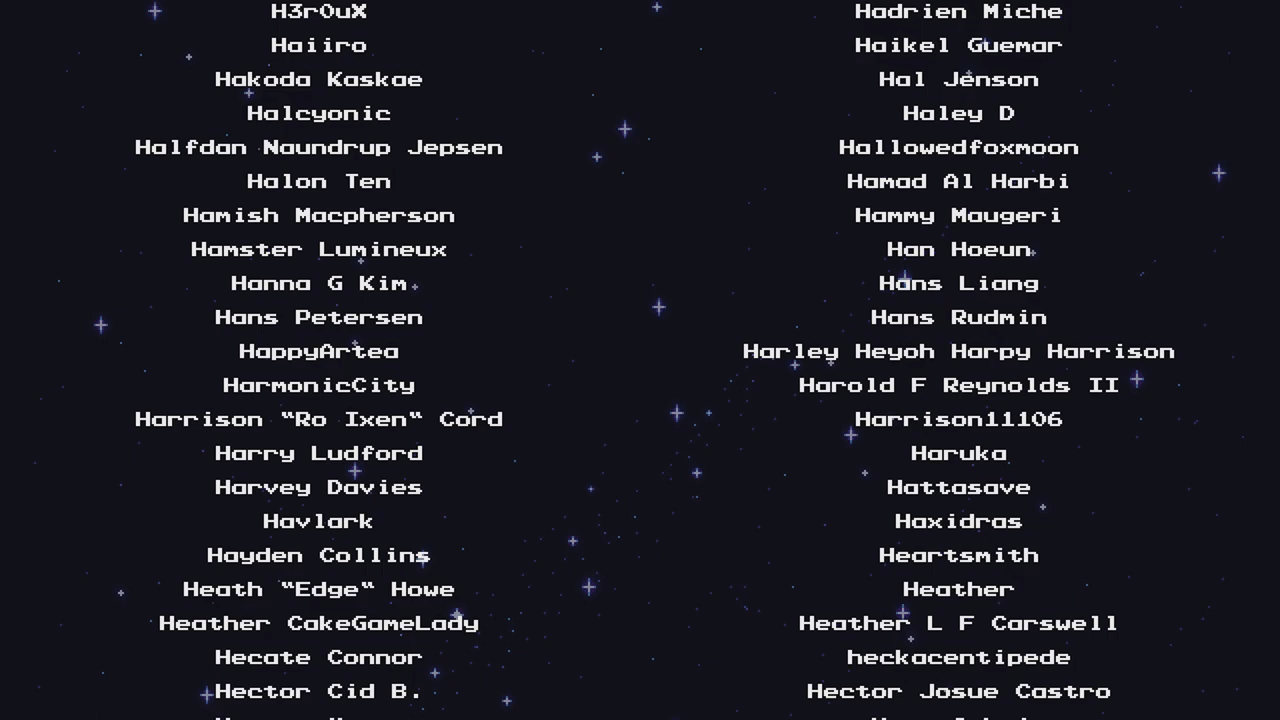 H3rOuX Hadrien Miche
Haiiro Haikel Guemar
Hakoda Kaskae Hal Jenson
Halcyonic Haley D
Halfdan Naundrup Jepsen Hallowedfoxmoon
Halon Ten Hamad Al Harbi
Hamish Macpherson Hammy Maugeri
Hamster Lumineux Han Hoeun
Hanna G Kim Hans Liang
Hans Petersen Hans Rudmin
HappyArtea Harley Heyoh Harpy Harrison
HarmonicCity Harold F Reynolds II
Harrison "Ro Ixen" Cord Harrison11106
Harry Ludford Haruka
Harvey Davies Hattasave
Havlark Haxidras
Hayden Collins Heartsmith
Heath "Edge" Howe Heather
Heather CakeGameLady Heather L F Carswell
Hecate Connor heckacentipede
Hector Cid B. Hector Josue Castro